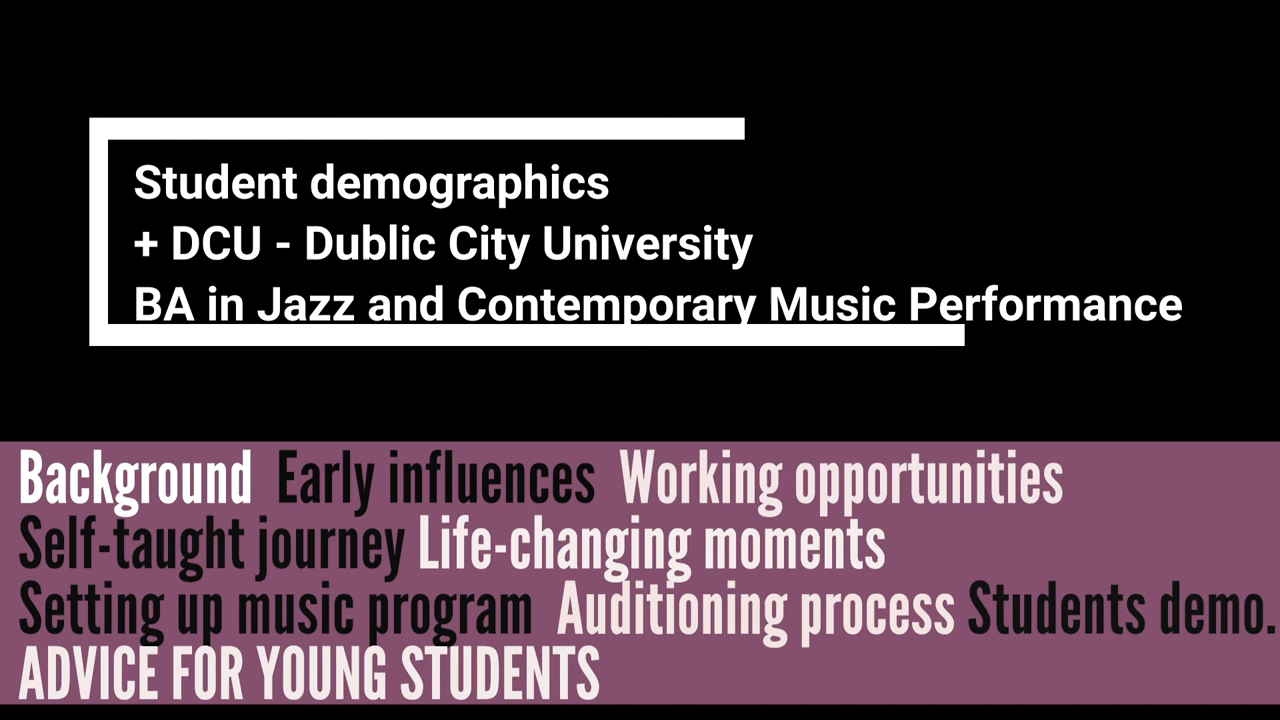 Student demographics
+ DCU - Dublic City University
BA in Jazz and Contemporary Music Performance
Background Early influences Working opportunities
Self-taught journey Life-changing moments
Setting up music program Auditioning process Students demo.
ADVICE FOR YOUNG STUDENTS